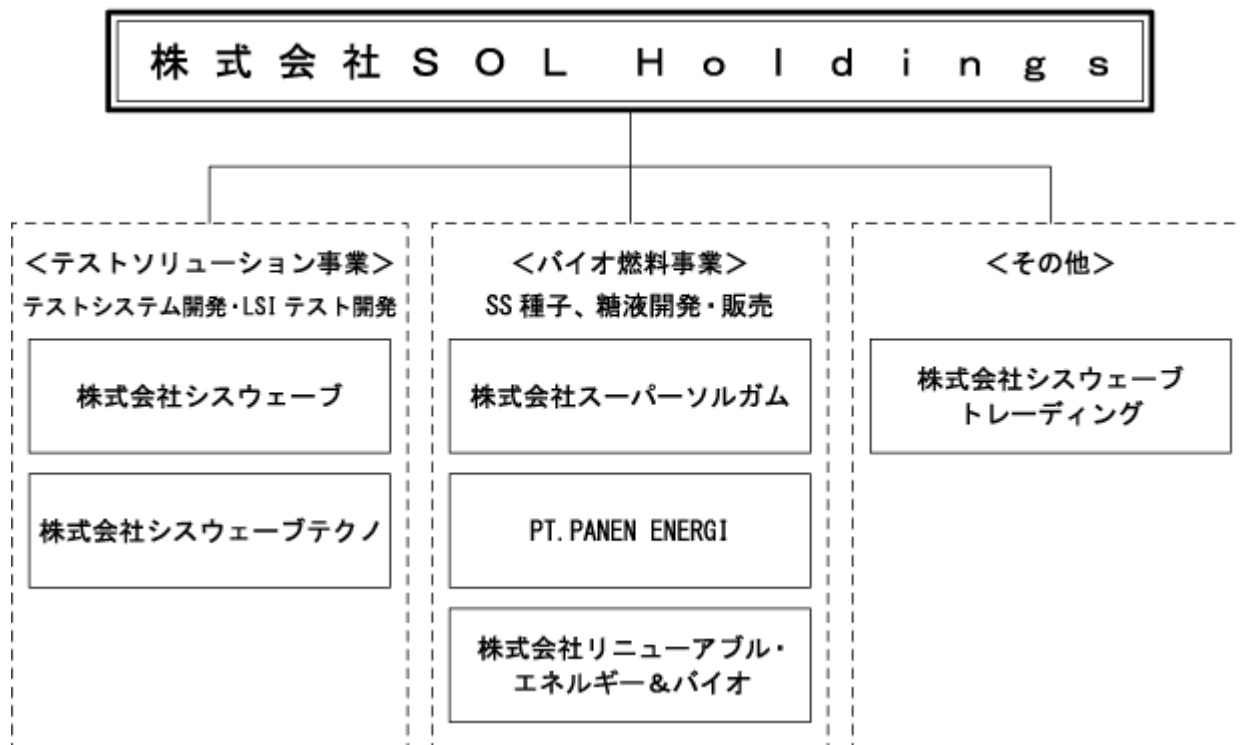 株式会社SOL Holdings
<テストソリューション事業>
テストシステム開発・LSIテスト開発
株式会社シスウェーブ
株式会社シスウェーブテクノ
<バイオ燃料事業>
SS種子、糖液開発・販売
株式会社スーパーソルガム
PT.PANEN ENERGI
株式会社リニューアブル・
エネルギー&バイオ
<その他>
株式会社シスウェーブ
トレーディング